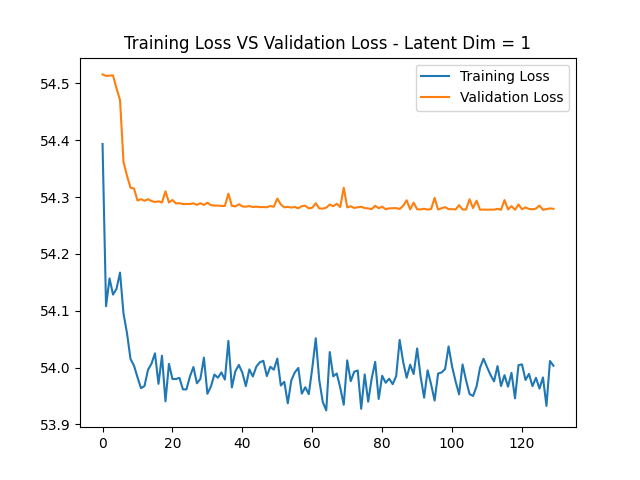 Training Loss VS Validation Loss - Latent Dim = 1
Training Loss
Validation Loss
54.5
54.4
54.3
54.2
54.1
54.0
53.9
0 20 40 60 80 100 120